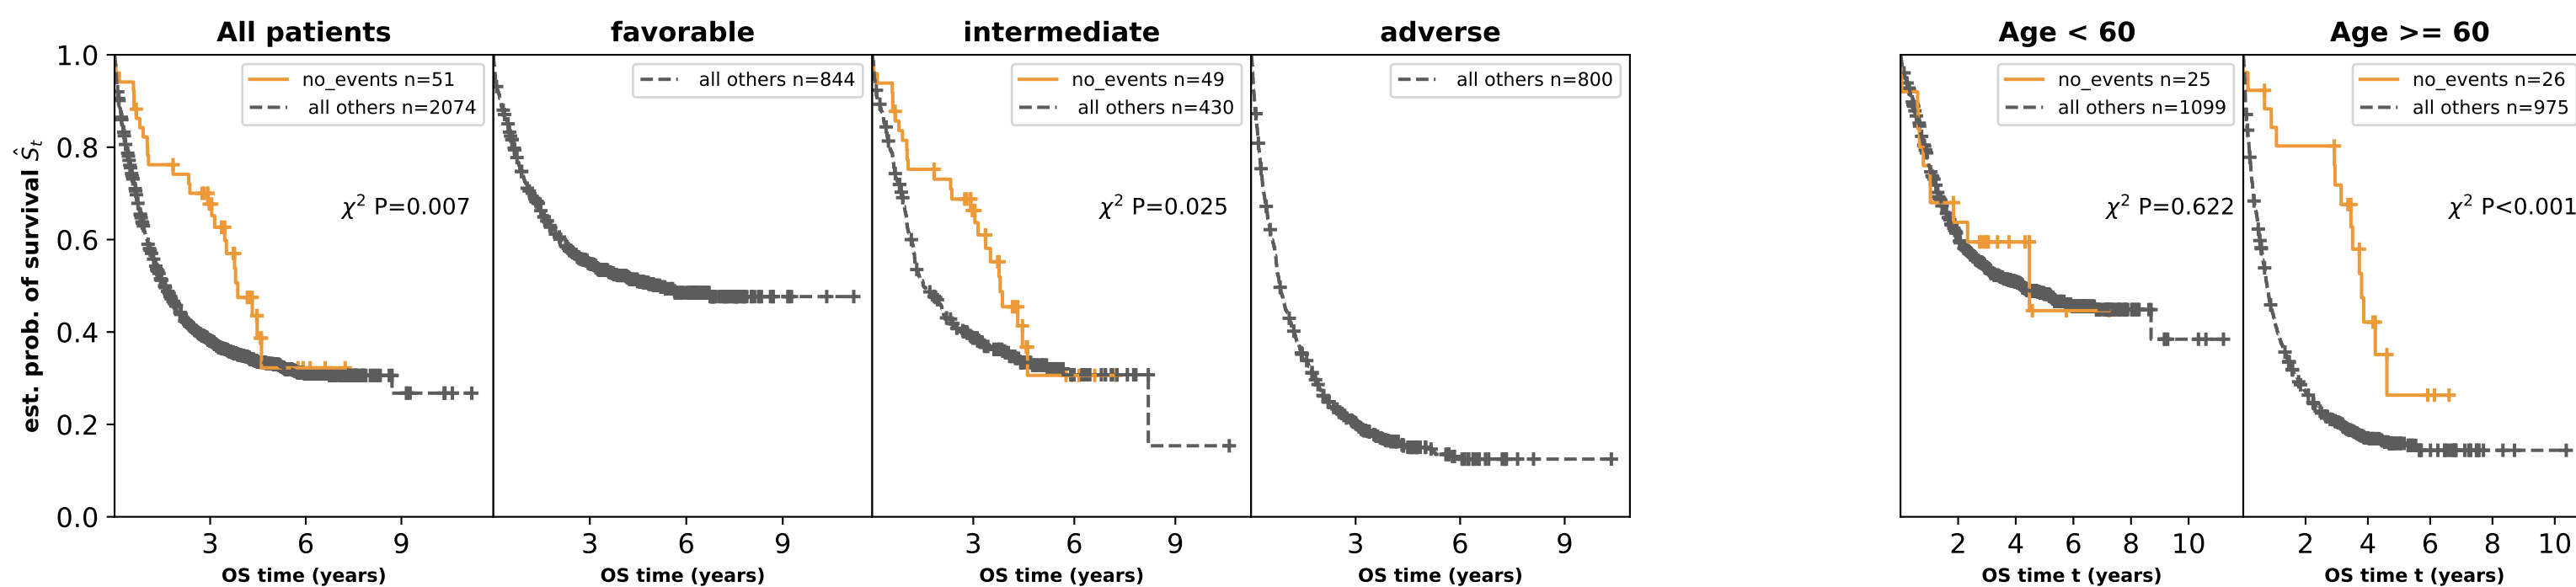 All patients
favorable
intermediate
adverse
Age < 60
Age >= 60
est. prob. of survival Ŝt
1.0
0.8
0.6
0.4
0.2
0.0
no_events n=51
all others n=2074
χ² P=0.007
3 6 9
OS time (years)
all others n=844
3 6 9
OS time (years)
no_events n=49
all others n=430
χ² P=0.025
3 6 9
OS time (years)
all others n=800
3 6 9
OS time (years)
no_events n=25
all others n=1099
χ² P=0.622
2 4 6 8 10
OS time t (years)
no_events n=26
all others n=975
χ² P<0.001
2 4 6 8 10
OS time t (years)